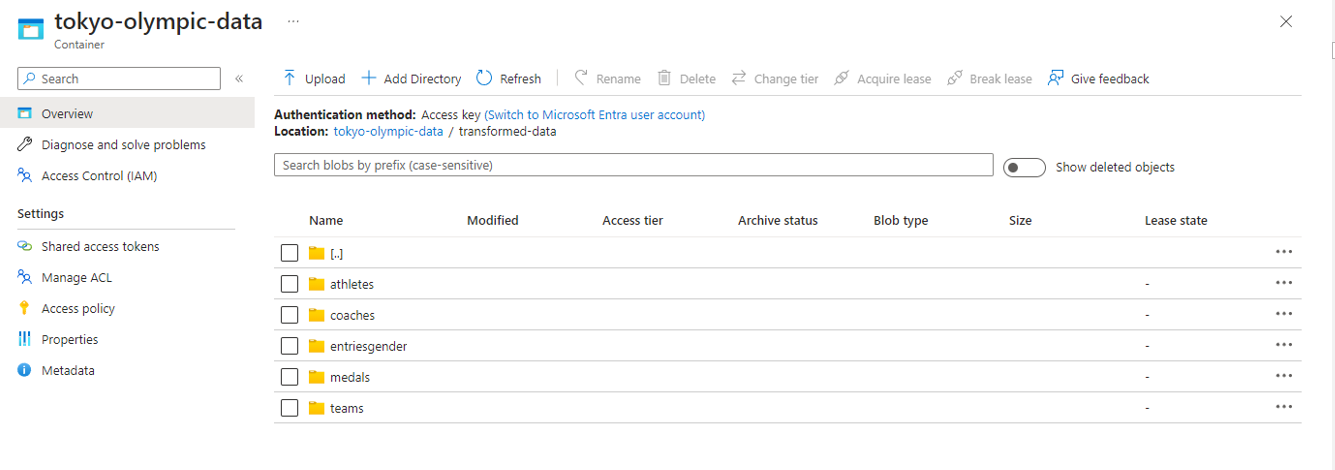 tokyo-olympic-data ...
Container
Search «
Upload Add Directory Refresh Rename Delete Change tier Acquire lease Break lease Give feedback
Overview
Diagnose and solve problems
Access Control (IAM)
Settings
Shared access tokens
Manage ACL
Access policy
Properties
Metadata
Authentication method: Access key (Switch to Microsoft Entra user account)
Location: tokyo-olympic-data / transformed-data
Search blobs by prefix (case-sensitive) Show deleted objects
Name Modified Access tier Archive status Blob type Size Lease state
[..] ...
athletes - ...
coaches - ...
entriesgender - ...
medals - ...
teams - ...